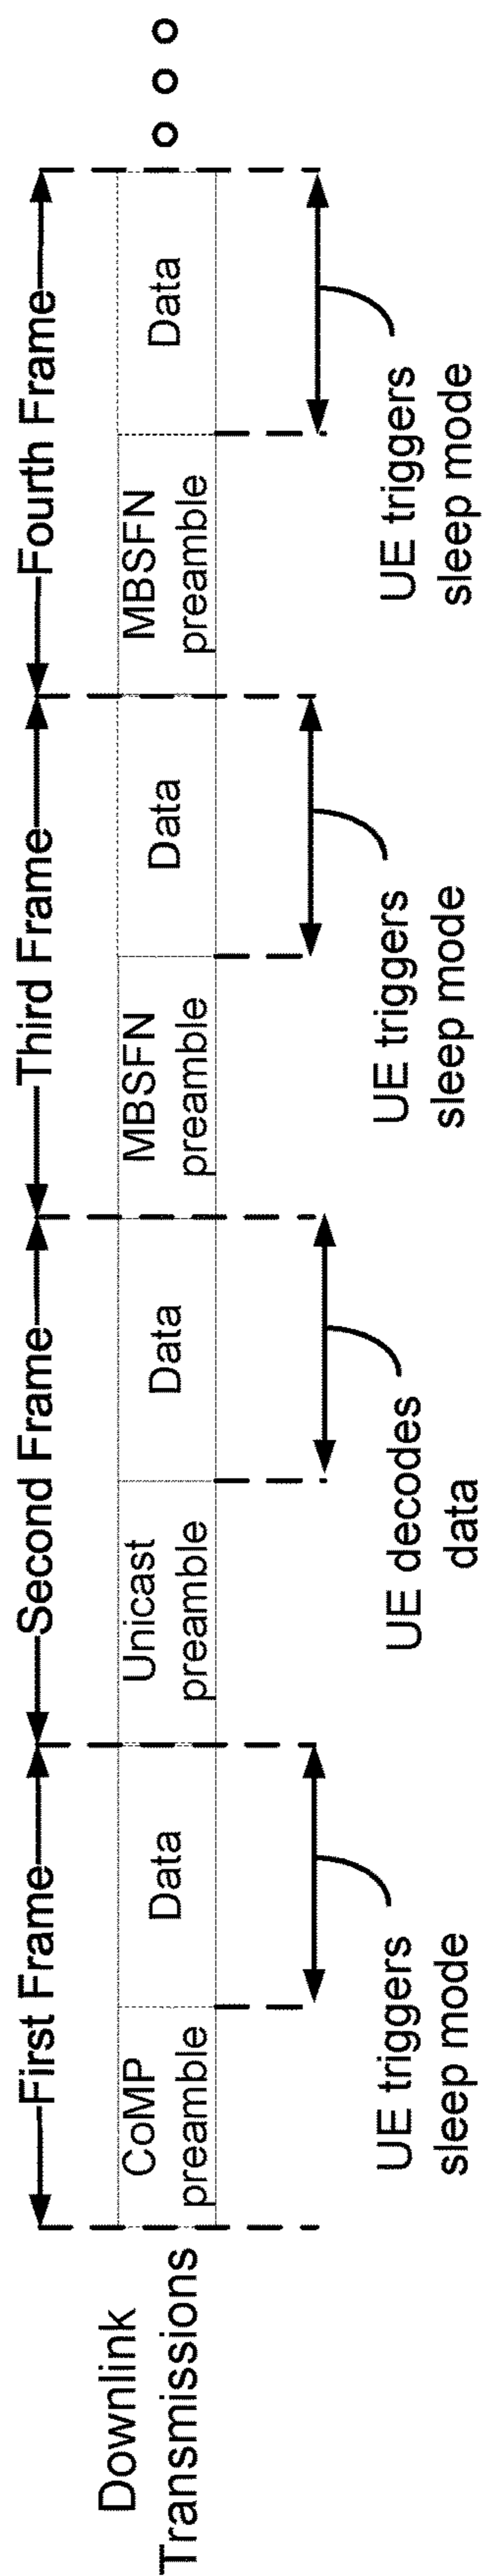 First Frame
Second Frame
Third Frame
Fourth Frame
Downlink
Transmissions
CoMP
preamble
Data
Unicast
preamble
Data
MBSFN
preamble
Data
MBSFN
preamble
Data
UE triggers
sleep mode
UE decodes
data
UE triggers
sleep mode
UE triggers
sleep mode